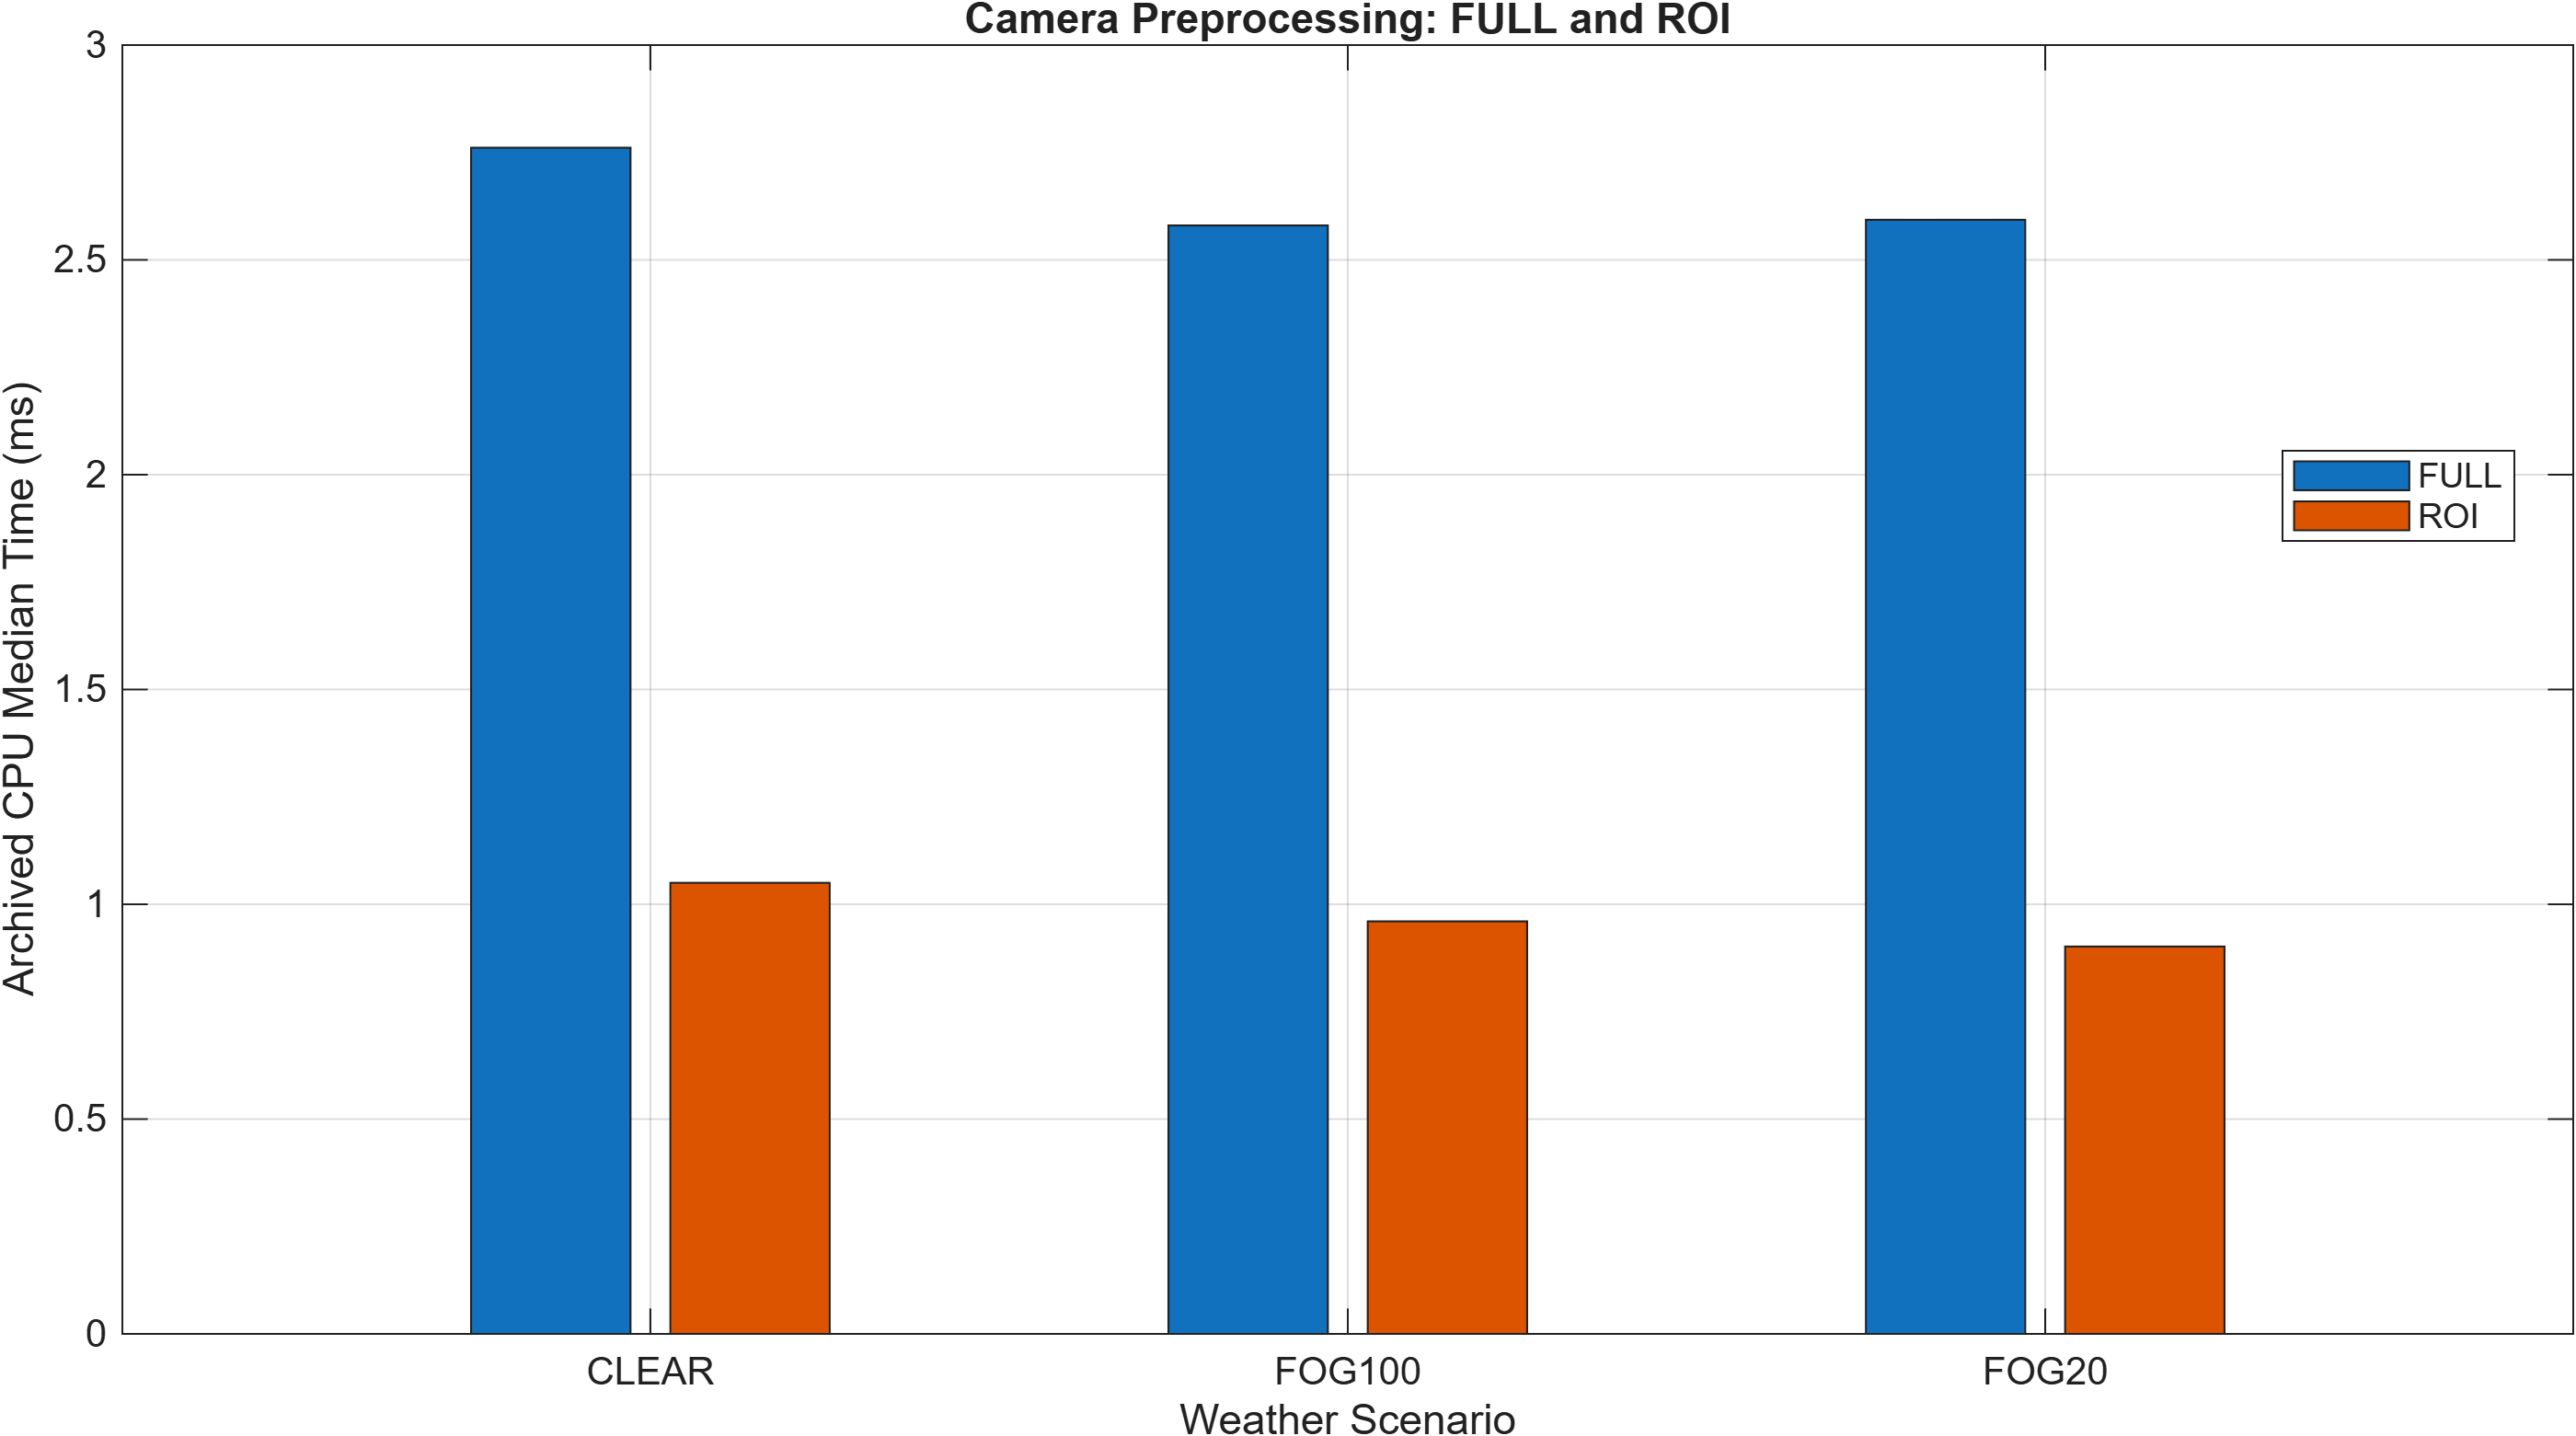 Camera Preprocessing: FULL and ROI
3
2.5
2
1.5
1
0.5
0
Archived CPU Median Time (ms)
FULL
ROI
CLEAR
FOG100
FOG20
Weather Scenario